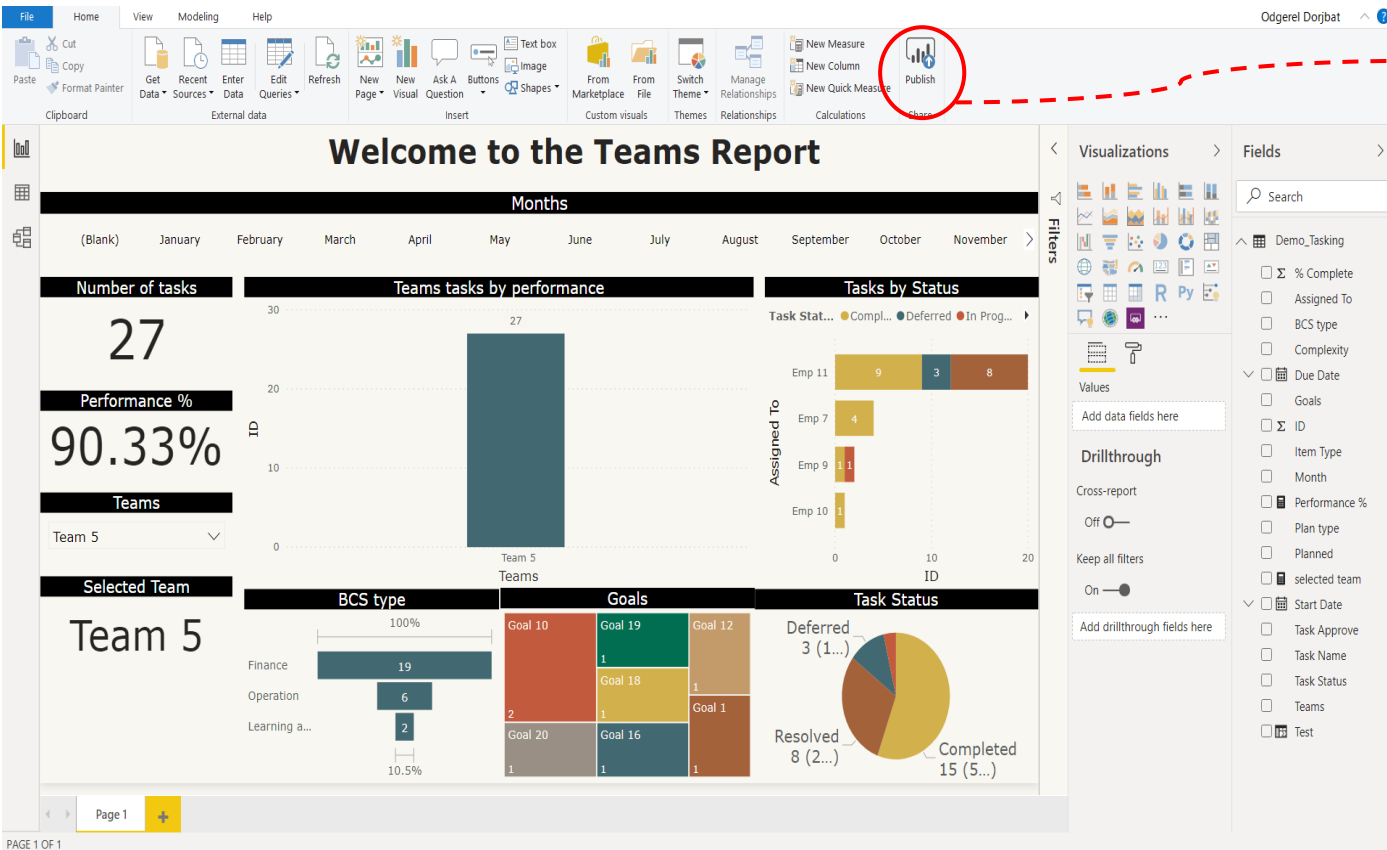 File Home View Modeling Help Odgerel Dorjbat ?
Paste Cut
Copy
Format Painter
Clipboard
Get Data
Recent Sources
Enter Data
Edit Queries
Refresh
External data
New Page
New Visual
Ask A Question
Buttons
Text box
Image
Shapes
Insert
From Marketplace
From File
Custom visuals
Switch Theme
Themes
Manage Relationships
Relationships
New Measure
New Column
New Quick Measure
Calculations
Publish
Share
Welcome to the Teams Report
Months
(Blank) January February March April May June July August September October November
Number of tasks
27
Performance %
90.33%
Teams
Team 5
Selected Team
Team 5
Teams tasks by performance
30
20
10
0
ID
27
Team 5
Teams
Tasks by Status
Task Stat... Compl... Deferred In Prog...
Assigned To
Emp 11 9 3 8
Emp 7 4
Emp 9 1 1
Emp 10 1
0 10 20
ID
BCS type
100%
Finance 19
Operation 6
Learning a... 2
10.5%
Goals
Goal 10
2
Goal 20
1
Goal 19
1
Goal 18
1
Goal 16
1
Goal 12
1
Goal 1
1
Task Status
Deferred
3 (1...)
Resolved
8 (2...)
Completed
15 (5...)
Filters
Visualizations
R Py
123
...
Values
Add data fields here
Drillthrough
Cross-report
Off
Keep all filters
On
Add drillthrough fields here
Fields
Search
Demo_Tasking
Σ % Complete
Assigned To
BCS type
Complexity
Due Date
Goals
Σ ID
Item Type
Month
Performance %
Plan type
Planned
selected team
Start Date
Task Approve
Task Name
Task Status
Teams
Test
Page 1 +
PAGE 1 OF 1